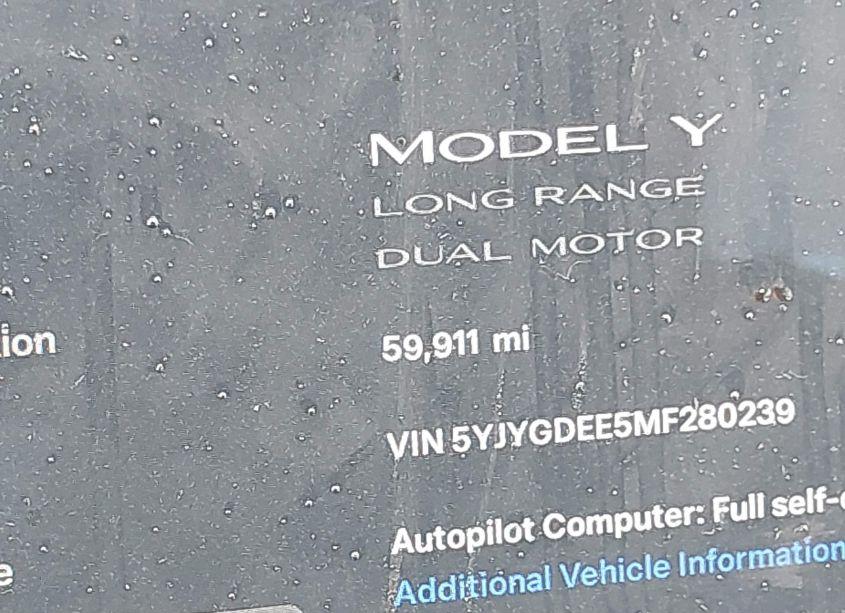 MODEL Y
LONG RANGE
DUAL MOTOR
ion
59,911 mi
VIN 5YJYGDEE5MF280239
Autopilot Computer: Full self-
e
Additional Vehicle Information